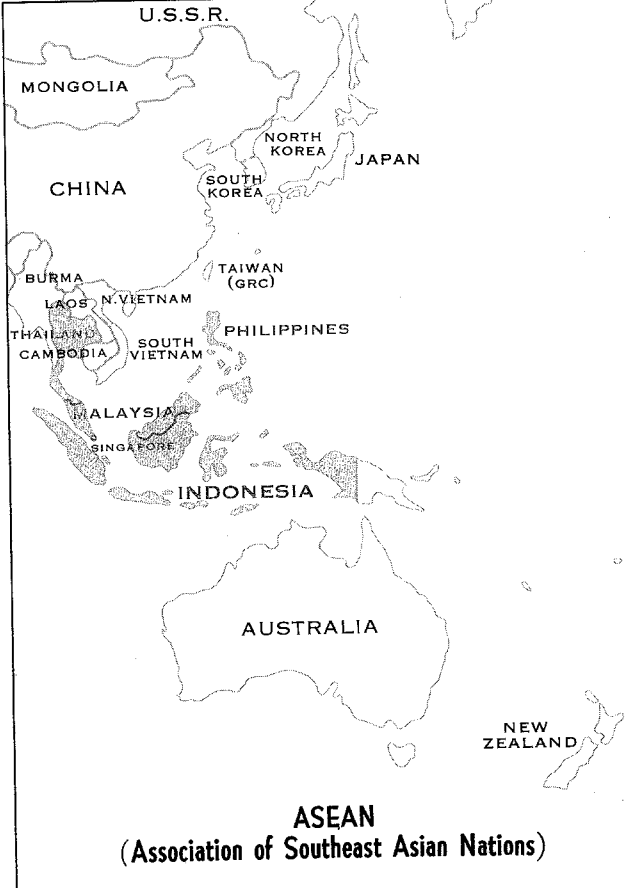 U.S.S.R.
MONGOLIA
NORTH
KOREA
JAPAN
CHINA
SOUTH
KOREA
BURMA
TAIWAN
(GRC)
LAOS
N.VIETNAM
THAILAND
PHILIPPINES
CAMBODIA
SOUTH
VIETNAM
MALAYSIA
SINGAPORE
INDONESIA
AUSTRALIA
NEW
ZEALAND
ASEAN
(Association of Southeast Asian Nations)